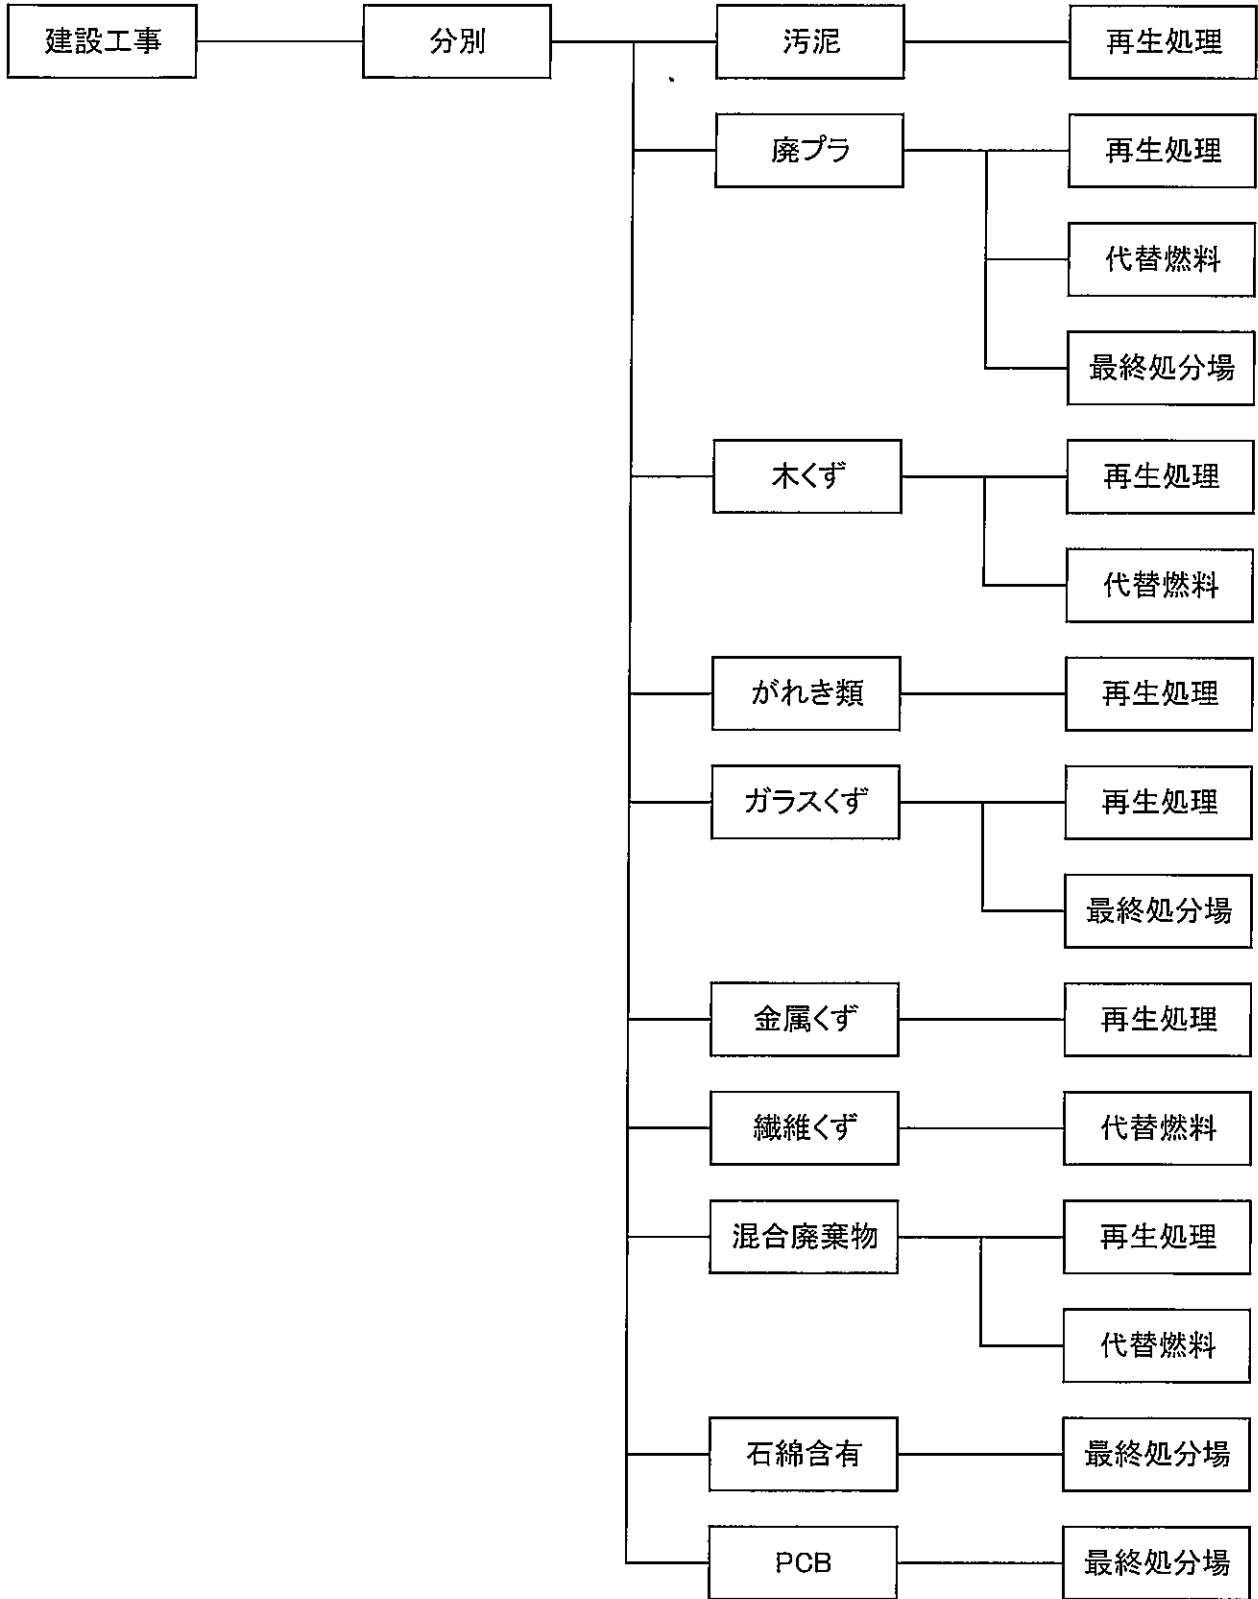 建設工事
分別
汚泥
再生処理
廃プラ
再生処理
代替燃料
最終処分場
木くず
再生処理
代替燃料
がれき類
再生処理
ガラスくず
再生処理
最終処分場
金属くず
再生処理
繊維くず
代替燃料
混合廃棄物
再生処理
代替燃料
石綿含有
最終処分場
PCB
最終処分場